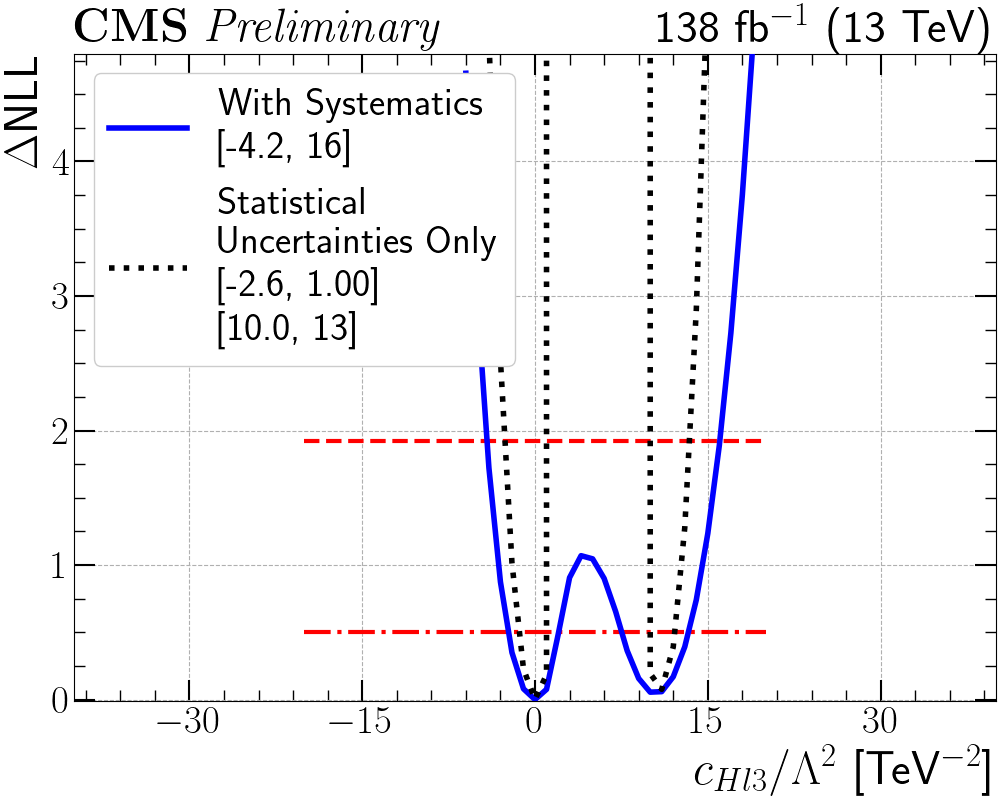 CMS Preliminary 138 fb⁻¹ (13 TeV)
ΔNLL
With Systematics
[-4.2, 16]
Statistical
Uncertainties Only
[-2.6, 1.00]
[10.0, 13]
4
3
2
1
0
−30 −15 0 15 30
c_{Hl3}/Λ² [TeV⁻²]